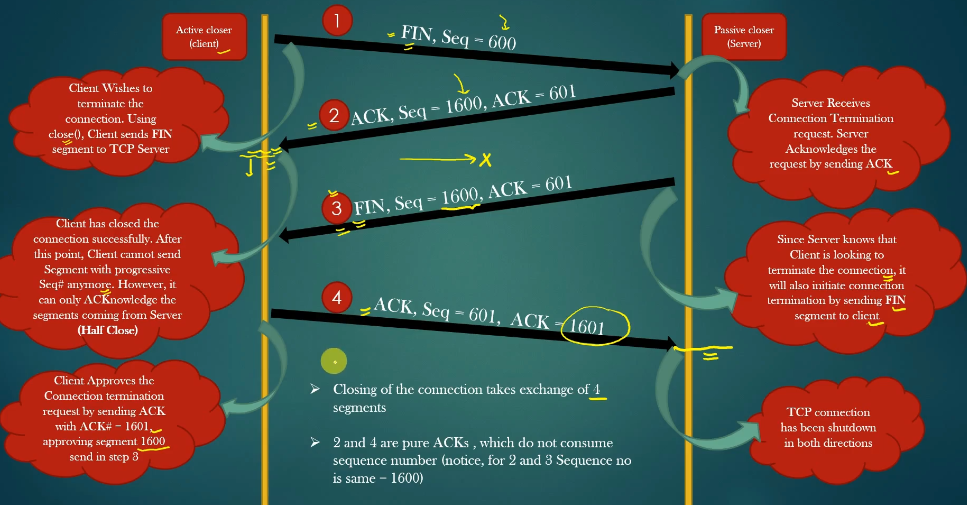 1
Active closer
(client)
FIN, Seq = 600
Passive closer
(Server)
Client Wishes to
terminate the
connection. Using
close(), Client sends FIN
segment to TCP Server
2
ACK, Seq = 1600, ACK = 601
Server Receives
Connection Termination
request. Server
Acknowledges the
request by sending ACK
X
3
FIN, Seq = 1600, ACK = 601
Client has closed the
connection successfully. After
this point, Client cannot send
Segment with progressive
Seq# anymore. However, it
can only ACKnowledge the
segments coming from Server
(Half Close)
Since Server knows that
Client is looking to
terminate the connection, it
will also initiate connection
termination by sending FIN
segment to client
4
ACK, Seq = 601, ACK = 1601
Client Approves the
Connection termination
request by sending ACK
with ACK# = 1601,
approving segment 1600
send in step 3
➢ Closing of the connection takes exchange of 4
segments
➢ 2 and 4 are pure ACKs , which do not consume
sequence number (notice, for 2 and 3 Sequence no
is same = 1600)
TCP connection
has been shutdown
in both directions